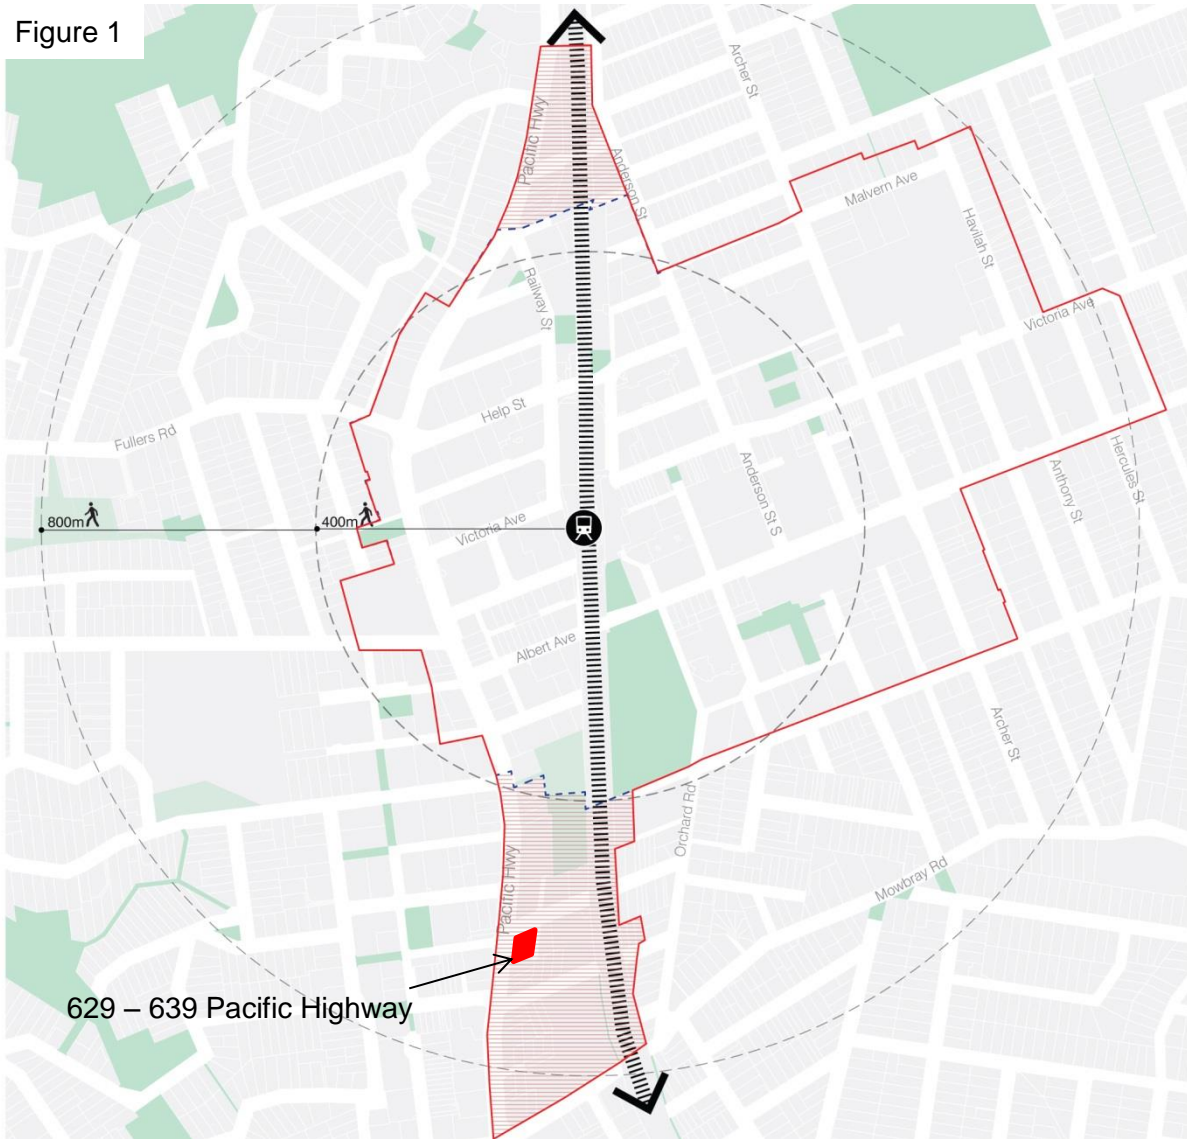 Figure 1
Archer St
Pacific Hwy
Anderson St
Malvern Ave
Havilah St
Railway St
Victoria Ave
Help St
Fullers Rd
Hercules St
Anderson St S
Anthony St
800m
400m
Victoria Ave
Albert Ave
Archer St
Orchard Rd
Pacific Hwy
Mowbray Rd
629 – 639 Pacific Highway